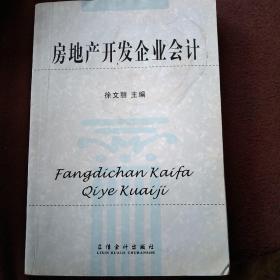 房地产开发企业会计
徐文丽 主编
Fangdichan Kaifa
Qiye Kuaiji
立信会计出版社
LIXIN KUAIJI CHUBANSHE